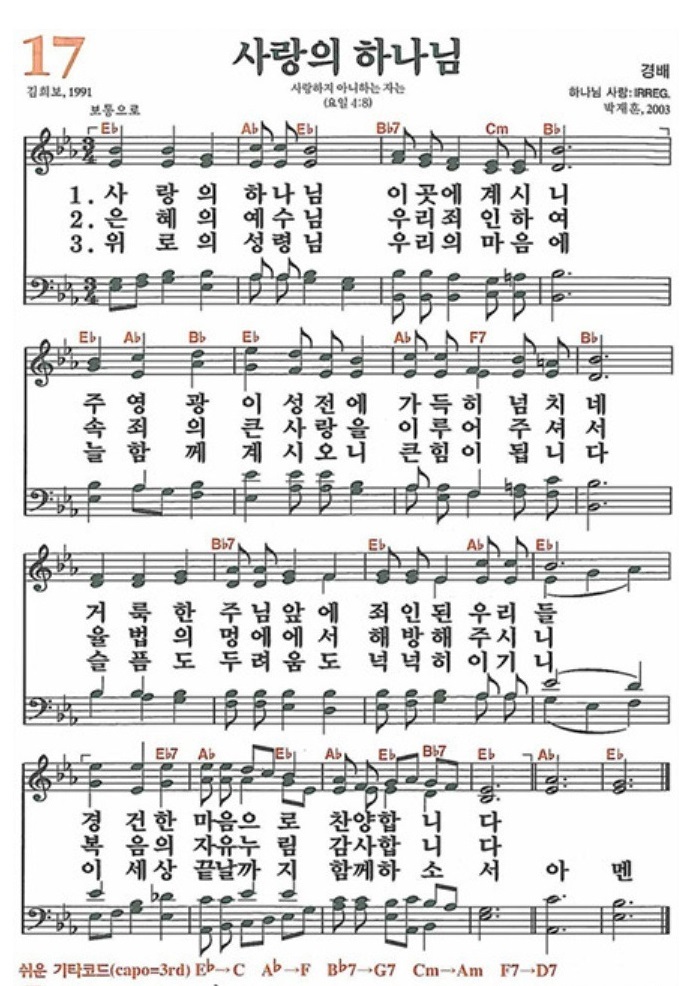 17
사랑의 하나님
경배
김희보, 1991
사랑하지 아니하는 자는
(요일 4:8)
하나님 사랑: IRREG.
박재훈, 2003
보통으로
E♭ A♭ E♭ B♭7 Cm B♭
1. 사 랑 의 하 나 님 이 곳 에 계 시 니
2. 은 혜 의 예 수 님 우 리 죄 인 하 여
3. 위 로 의 성 령 님 우 리 의 마 음 에
E♭ A♭ B♭ E♭ A♭ F7 B♭
주 영 광 이 성 전 에 가 득 히 넘 치 네
속 죄 의 큰 사 랑 을 이 루 어 주 셔 서
늘 함 께 계 시 오 니 큰 힘 이 됩 니 다
B♭7 E♭ A♭ E♭
거 룩 한 주 님 앞 에 죄 인 된 우 리 들
율 법 의 멍 에 에 서 해 방 해 주 시 니
슬 픔 도 두 려 움 도 넉 넉 히 이 기 니
E♭7 A♭ E♭ A♭ E♭ B♭7 E♭ A♭ E♭
경 건 한 마 음 으 로 찬 양 합 니 다
복 음 의 자 유 누 림 감 사 합 니 다
이 세 상 끝 날 까 지 함 께 하 소 서 아 멘
쉬운 기타코드(capo=3rd) E♭→C A♭→F B♭7→G7 Cm→Am F7→D7